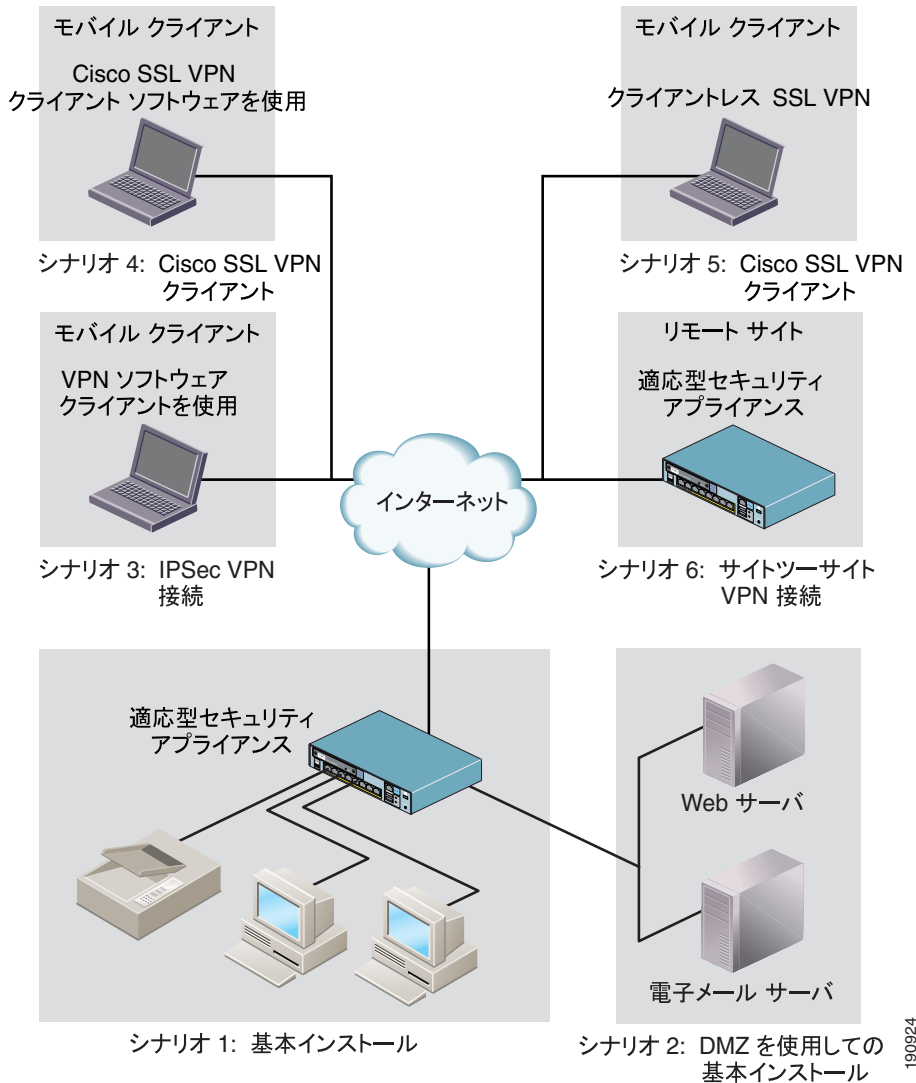 モバイル クライアント
Cisco SSL VPN
クライアント ソフトウェアを使用
シナリオ 4: Cisco SSL VPN
クライアント
モバイル クライアント
クライアントレス SSL VPN
シナリオ 5: Cisco SSL VPN
クライアント
モバイル クライアント
VPN ソフトウェア
クライアントを使用
シナリオ 3: IPSec VPN
接続
インターネット
リモート サイト
適応型セキュリティ
アプライアンス
シナリオ 6: サイトツーサイト
VPN 接続
適応型セキュリティ
アプライアンス
シナリオ 1: 基本インストール
Web サーバ
電子メール サーバ
シナリオ 2: DMZ を使用しての
基本インストール
190924